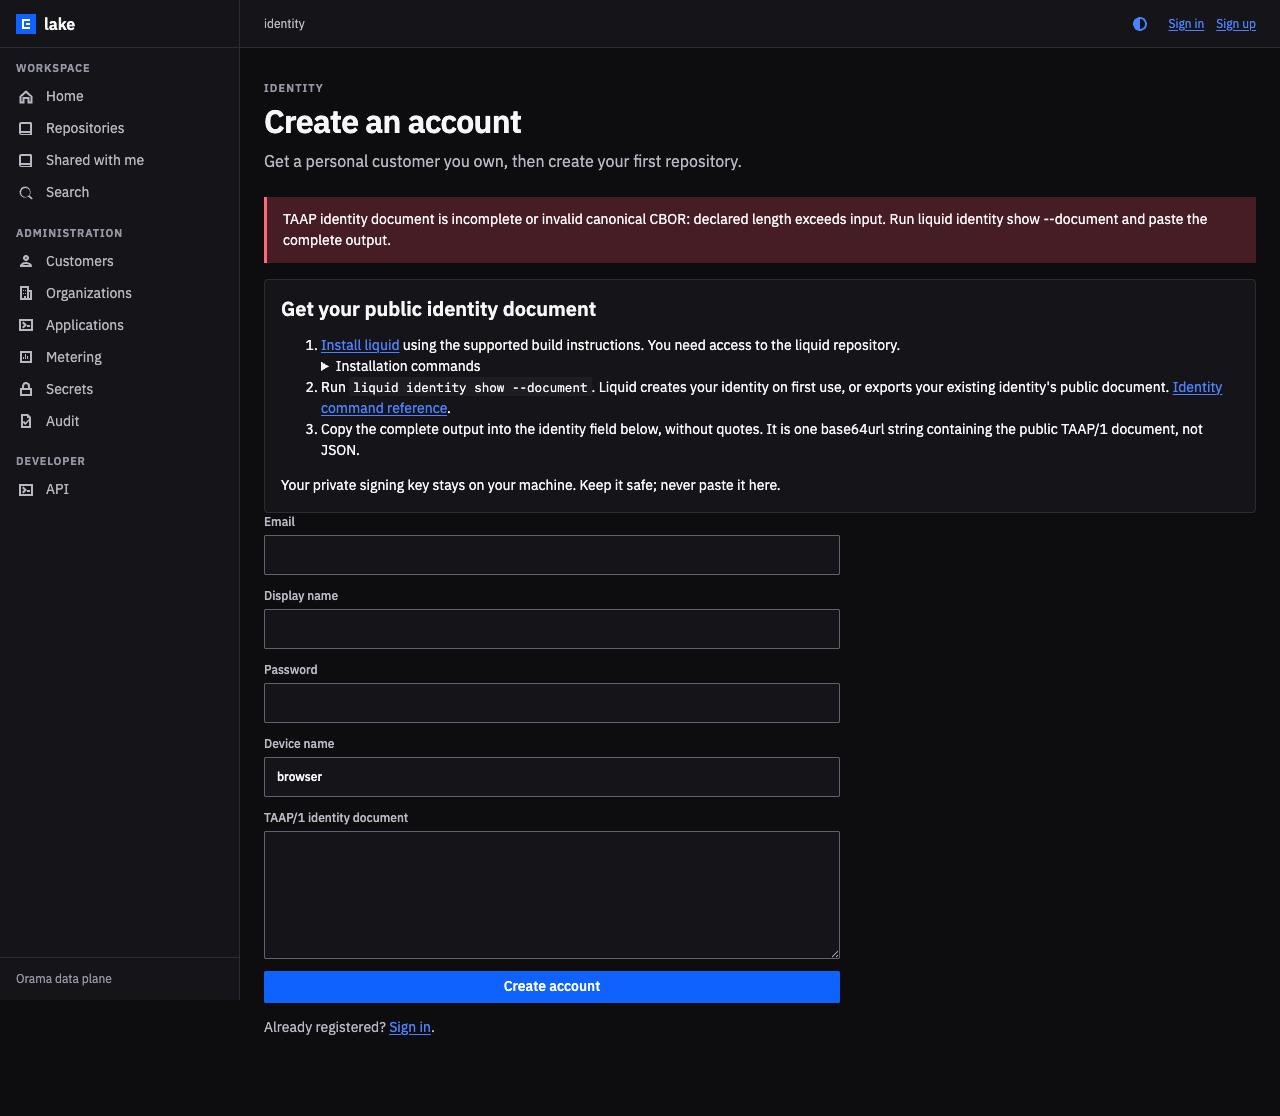 lake
identity
Sign in
Sign up
WORKSPACE
Home
Repositories
Shared with me
Search
ADMINISTRATION
Customers
Organizations
Applications
Metering
Secrets
Audit
DEVELOPER
API
Orama data plane
IDENTITY
Create an account
Get a personal customer you own, then create your first repository.
TAAP identity document is incomplete or invalid canonical CBOR: declared length exceeds input. Run liquid identity show --document and paste the
complete output.
Get your public identity document
1. Install liquid using the supported build instructions. You need access to the liquid repository.
Installation commands
2. Run liquid identity show --document. Liquid creates your identity on first use, or exports your existing identity's public document. Identity
command reference.
3. Copy the complete output into the identity field below, without quotes. It is one base64url string containing the public TAAP/1 document, not
JSON.
Your private signing key stays on your machine. Keep it safe; never paste it here.
Email
Display name
Password
Device name
browser
TAAP/1 identity document
Create account
Already registered? Sign in.